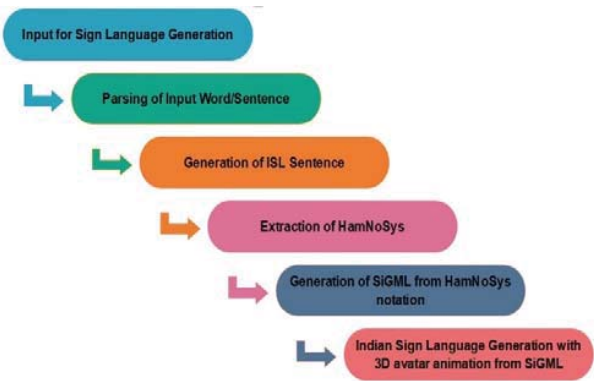 Input for Sign Language Generation
Parsing of Input Word/Sentence
Generation of ISL Sentence
Extraction of HamNoSys
Generation of SiGML from HamNoSys
notation
Indian Sign Language Generation with
3D avatar animation from SiGML